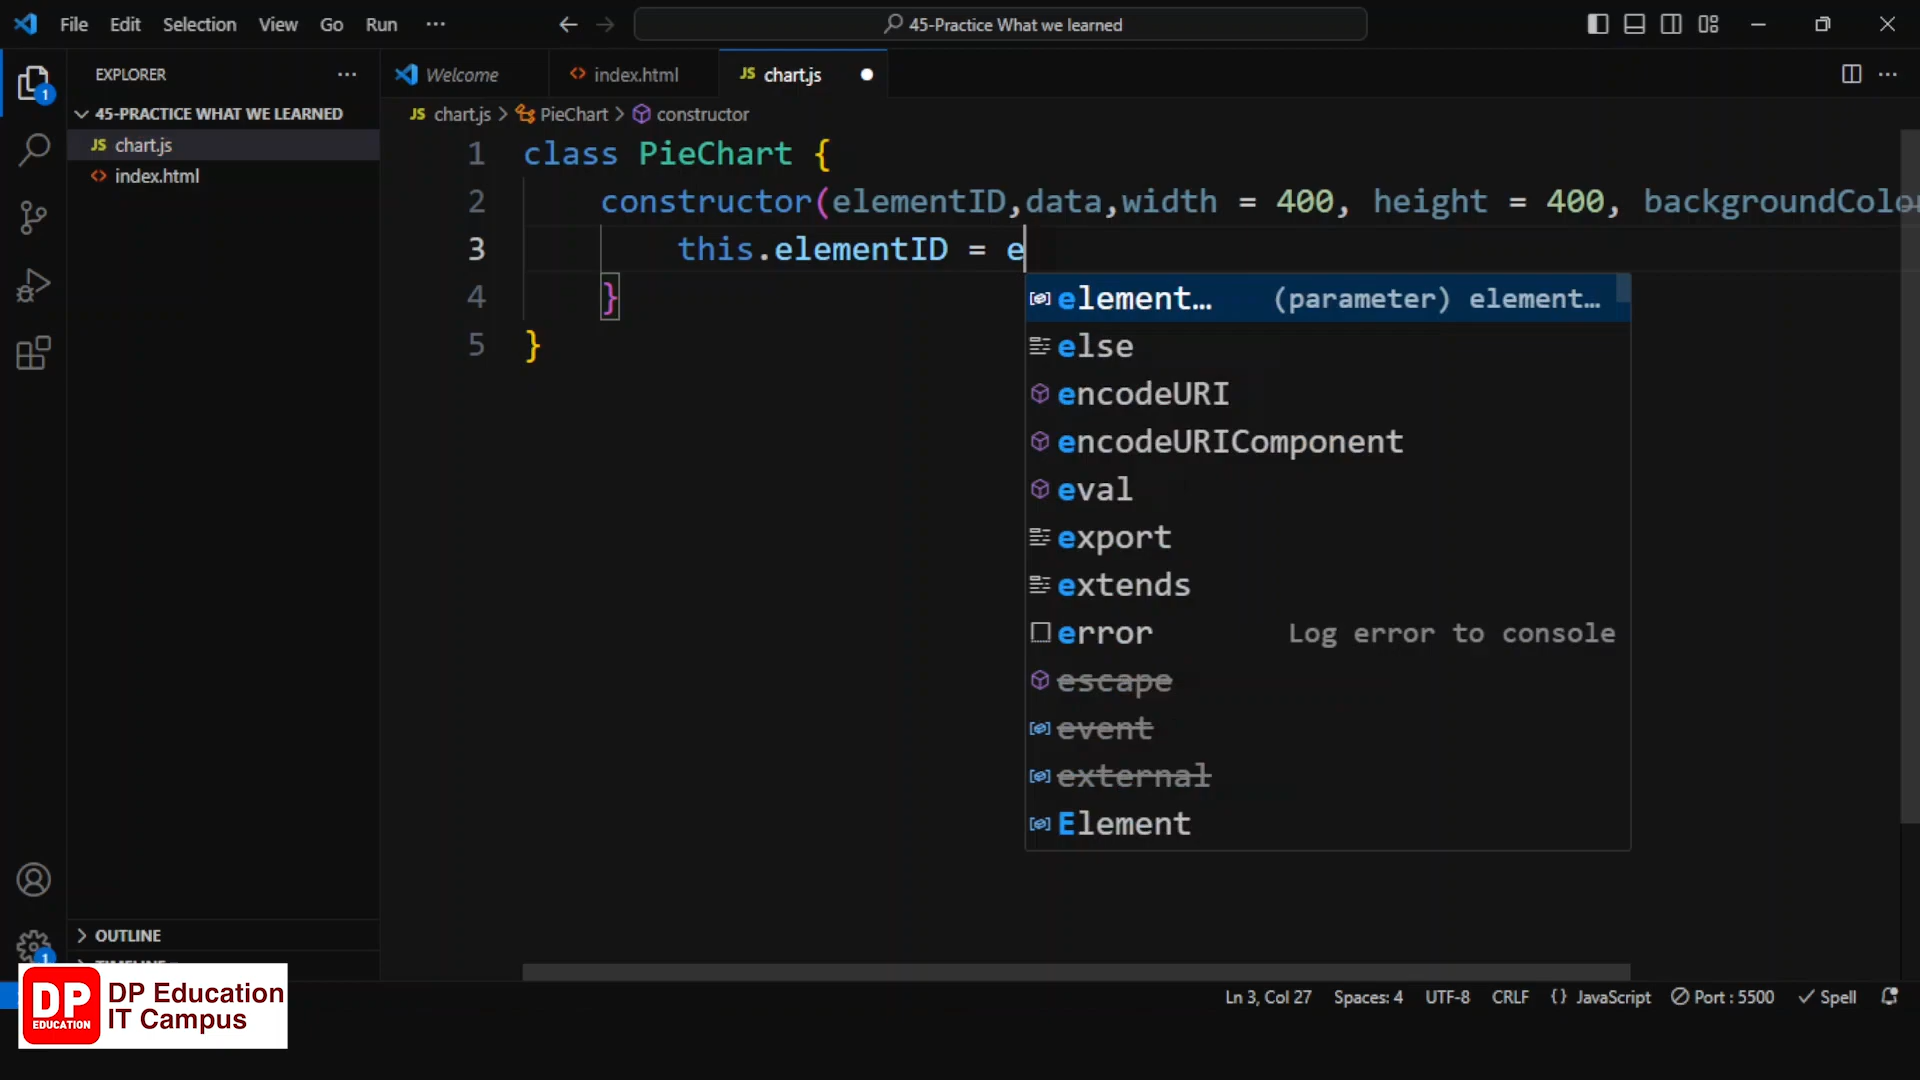 File Edit Selection View Go Run ··· 45-Practice What we learned
EXPLORER ···
Welcome index.html JS chart.js
45-PRACTICE WHAT WE LEARNED
JS chart.js
<> index.html
JS chart.js > PieChart > constructor
1 class PieChart {
2 constructor(elementID,data,width = 400, height = 400, backgroundColo
3 this.elementID = e
4 }
5 }
element… (parameter) element…
else
encodeURI
encodeURIComponent
eval
export
extends
error Log error to console
escape
event
external
Element
1
OUTLINE
1
DP DP Education
EDUCATION IT Campus
Ln 3, Col 27 Spaces: 4 UTF-8 CRLF {} JavaScript Port : 5500 Spell